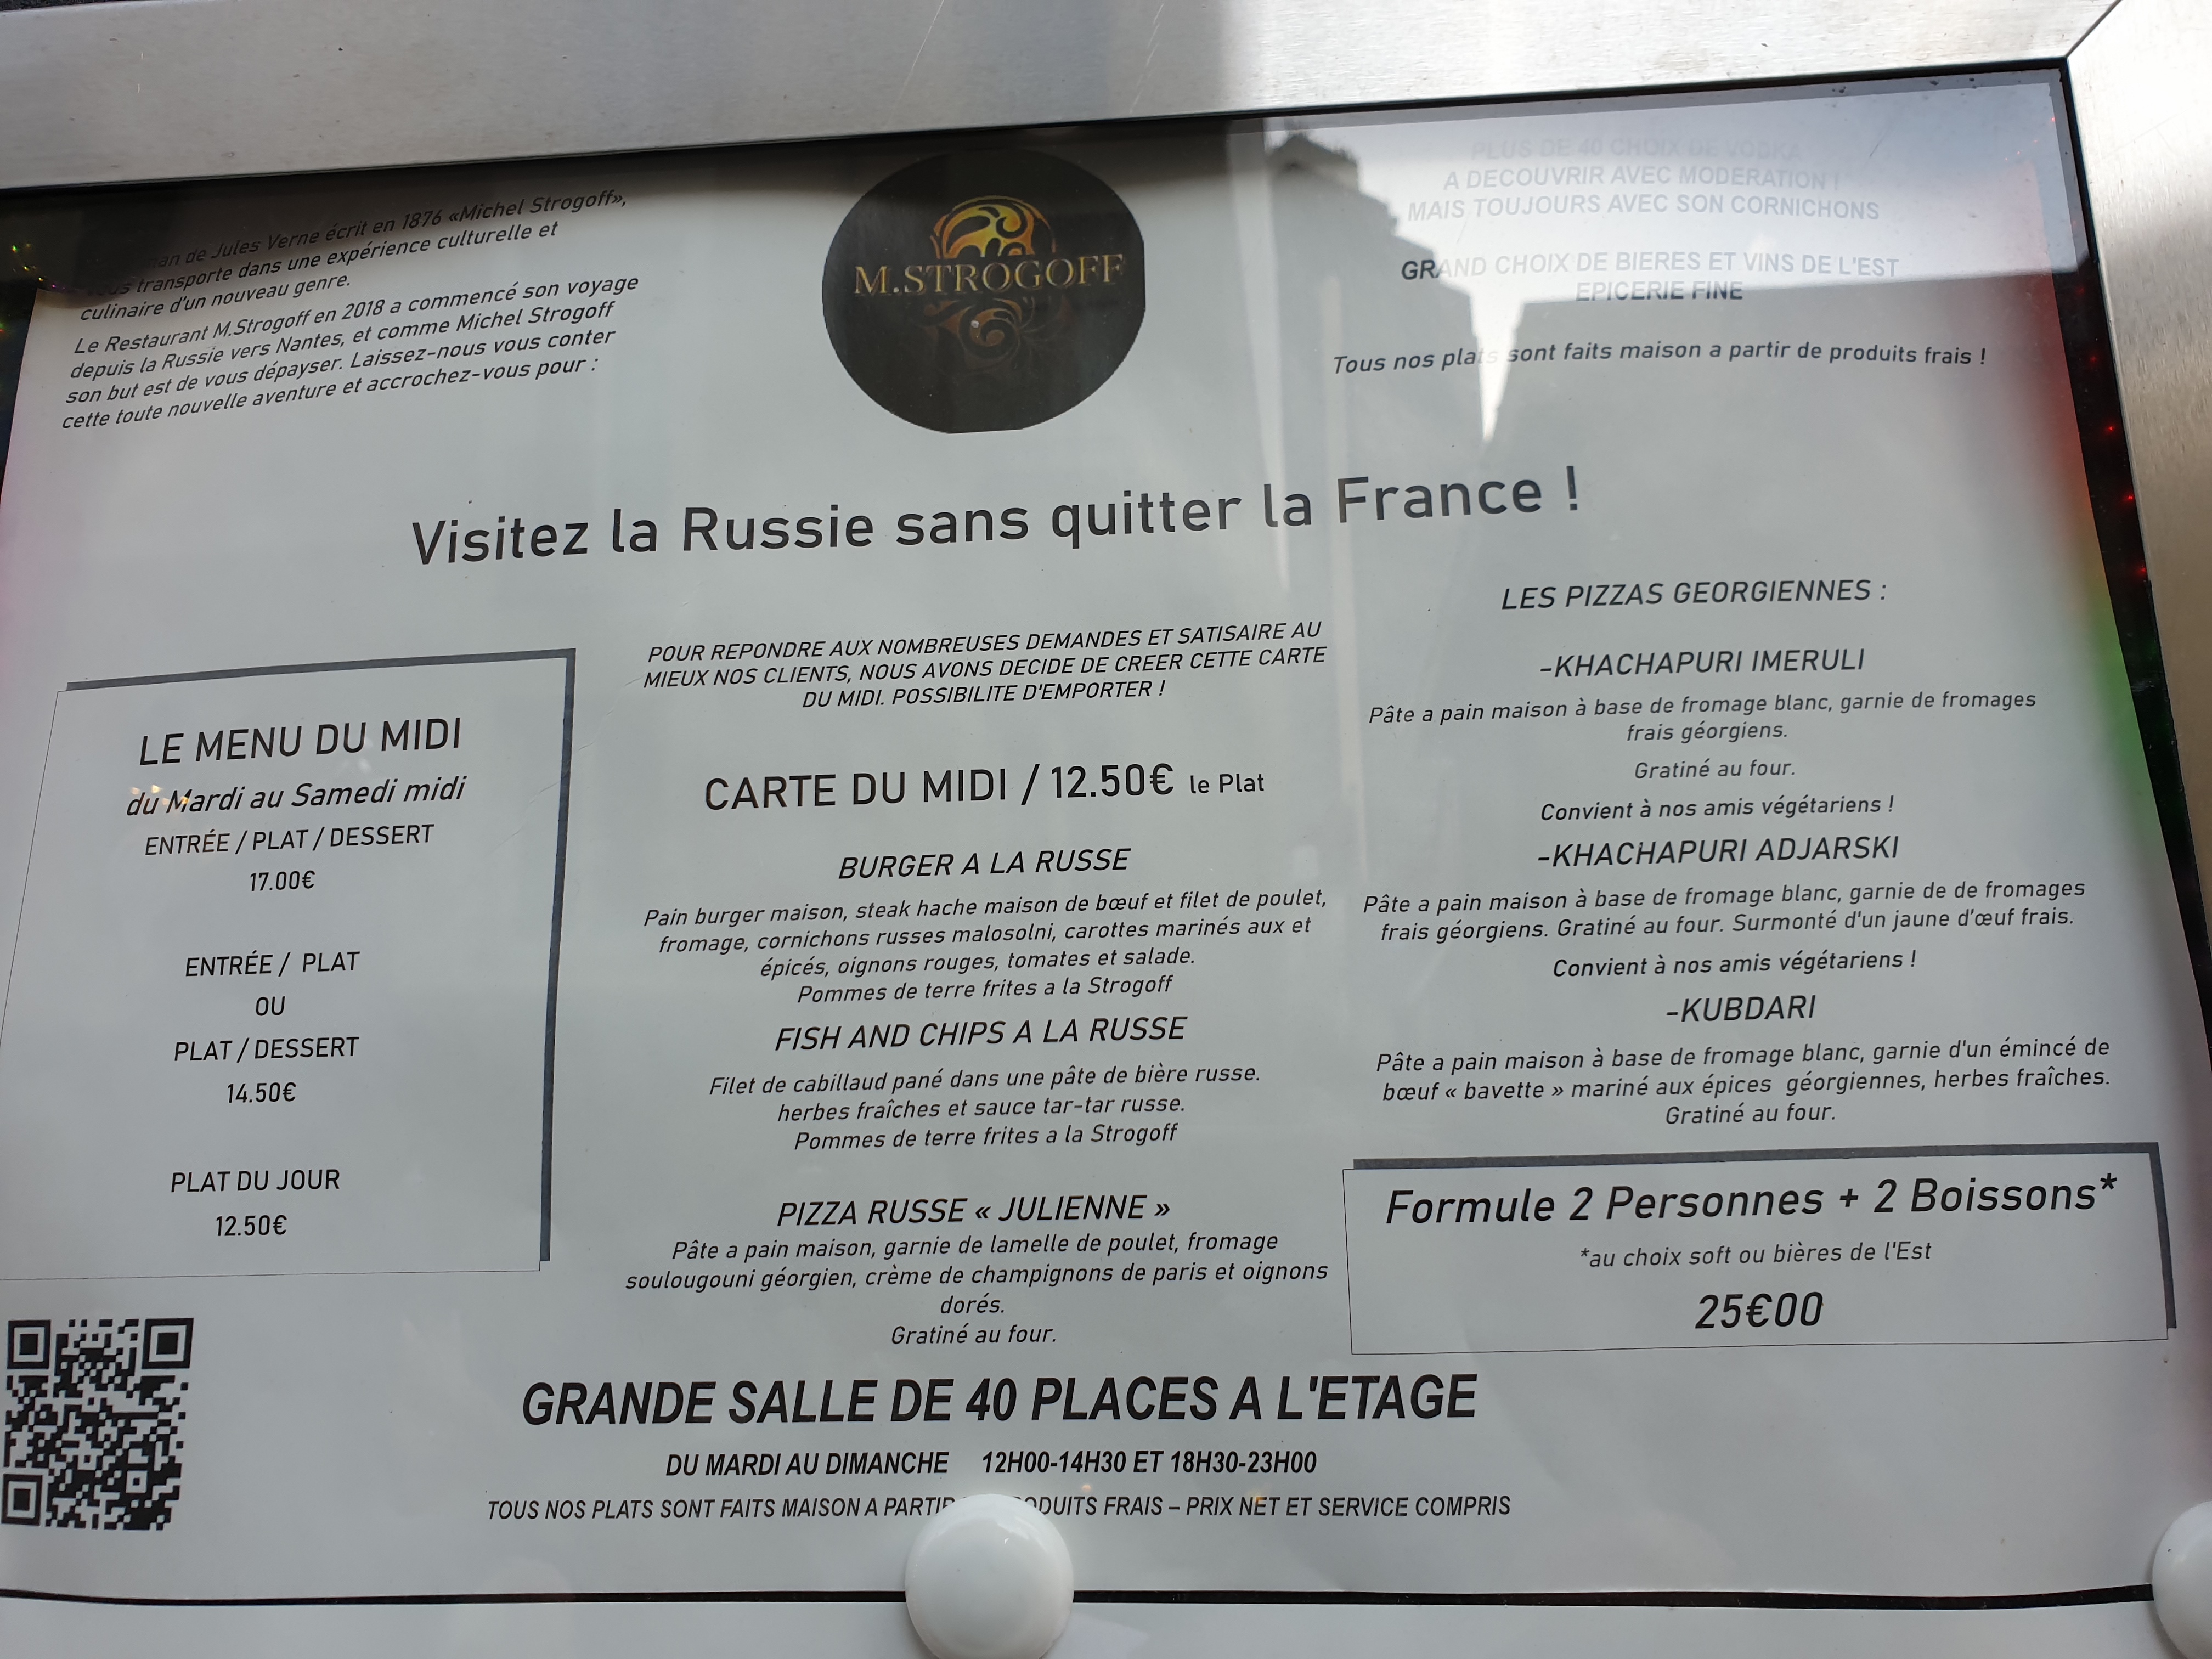 man de Jules Verne écrit en 1876 «Michel Strogoff»,
transporte dans une expérience culturelle et
culinaire d'un nouveau genre.
Le Restaurant M.Strogoff en 2018 a commencé son voyage
depuis la Russie vers Nantes, et comme Michel Strogoff
son but est de vous dépayser. Laissez-nous vous conter
cette toute nouvelle aventure et accrochez-vous pour :
M.STROGOFF
PLUS DE 40 CHOIX DE VODKA
A DECOUVRIR AVEC MODERATION !
MAIS TOUJOURS AVEC SON CORNICHONS
GRAND CHOIX DE BIERES ET VINS DE L'EST
EPICERIE FINE
Tous nos plats sont faits maison a partir de produits frais !
Visitez la Russie sans quitter la France !
LE MENU DU MIDI
du Mardi au Samedi midi
ENTRÉE / PLAT / DESSERT
17.00€
ENTRÉE / PLAT
OU
PLAT / DESSERT
14.50€
PLAT DU JOUR
12.50€
POUR REPONDRE AUX NOMBREUSES DEMANDES ET SATISAIRE AU
MIEUX NOS CLIENTS, NOUS AVONS DECIDE DE CREER CETTE CARTE
DU MIDI. POSSIBILITE D'EMPORTER !
CARTE DU MIDI / 12.50€ le Plat
BURGER A LA RUSSE
Pain burger maison, steak hache maison de bœuf et filet de poulet,
fromage, cornichons russes malosolni, carottes marinés aux et
épicés, oignons rouges, tomates et salade.
Pommes de terre frites a la Strogoff
FISH AND CHIPS A LA RUSSE
Filet de cabillaud pané dans une pâte de bière russe.
herbes fraîches et sauce tar-tar russe.
Pommes de terre frites a la Strogoff
PIZZA RUSSE « JULIENNE »
Pâte a pain maison, garnie de lamelle de poulet, fromage
soulougouni géorgien, crème de champignons de paris et oignons
dorés.
Gratiné au four.
LES PIZZAS GEORGIENNES :
-KHACHAPURI IMERULI
Pâte a pain maison à base de fromage blanc, garnie de fromages
frais géorgiens.
Gratiné au four.
Convient à nos amis végétariens !
-KHACHAPURI ADJARSKI
Pâte a pain maison à base de fromage blanc, garnie de de fromages
frais géorgiens. Gratiné au four. Surmonté d'un jaune d'œuf frais.
Convient à nos amis végétariens !
-KUBDARI
Pâte a pain maison à base de fromage blanc, garnie d'un émincé de
bœuf « bavette » mariné aux épices géorgiennes, herbes fraîches.
Gratiné au four.
Formule 2 Personnes + 2 Boissons*
*au choix soft ou bières de l'Est
25€00
GRANDE SALLE DE 40 PLACES A L'ETAGE
DU MARDI AU DIMANCHE 12H00-14H30 ET 18H30-23H00
TOUS NOS PLATS SONT FAITS MAISON A PARTIR ODUITS FRAIS – PRIX NET ET SERVICE COMPRIS